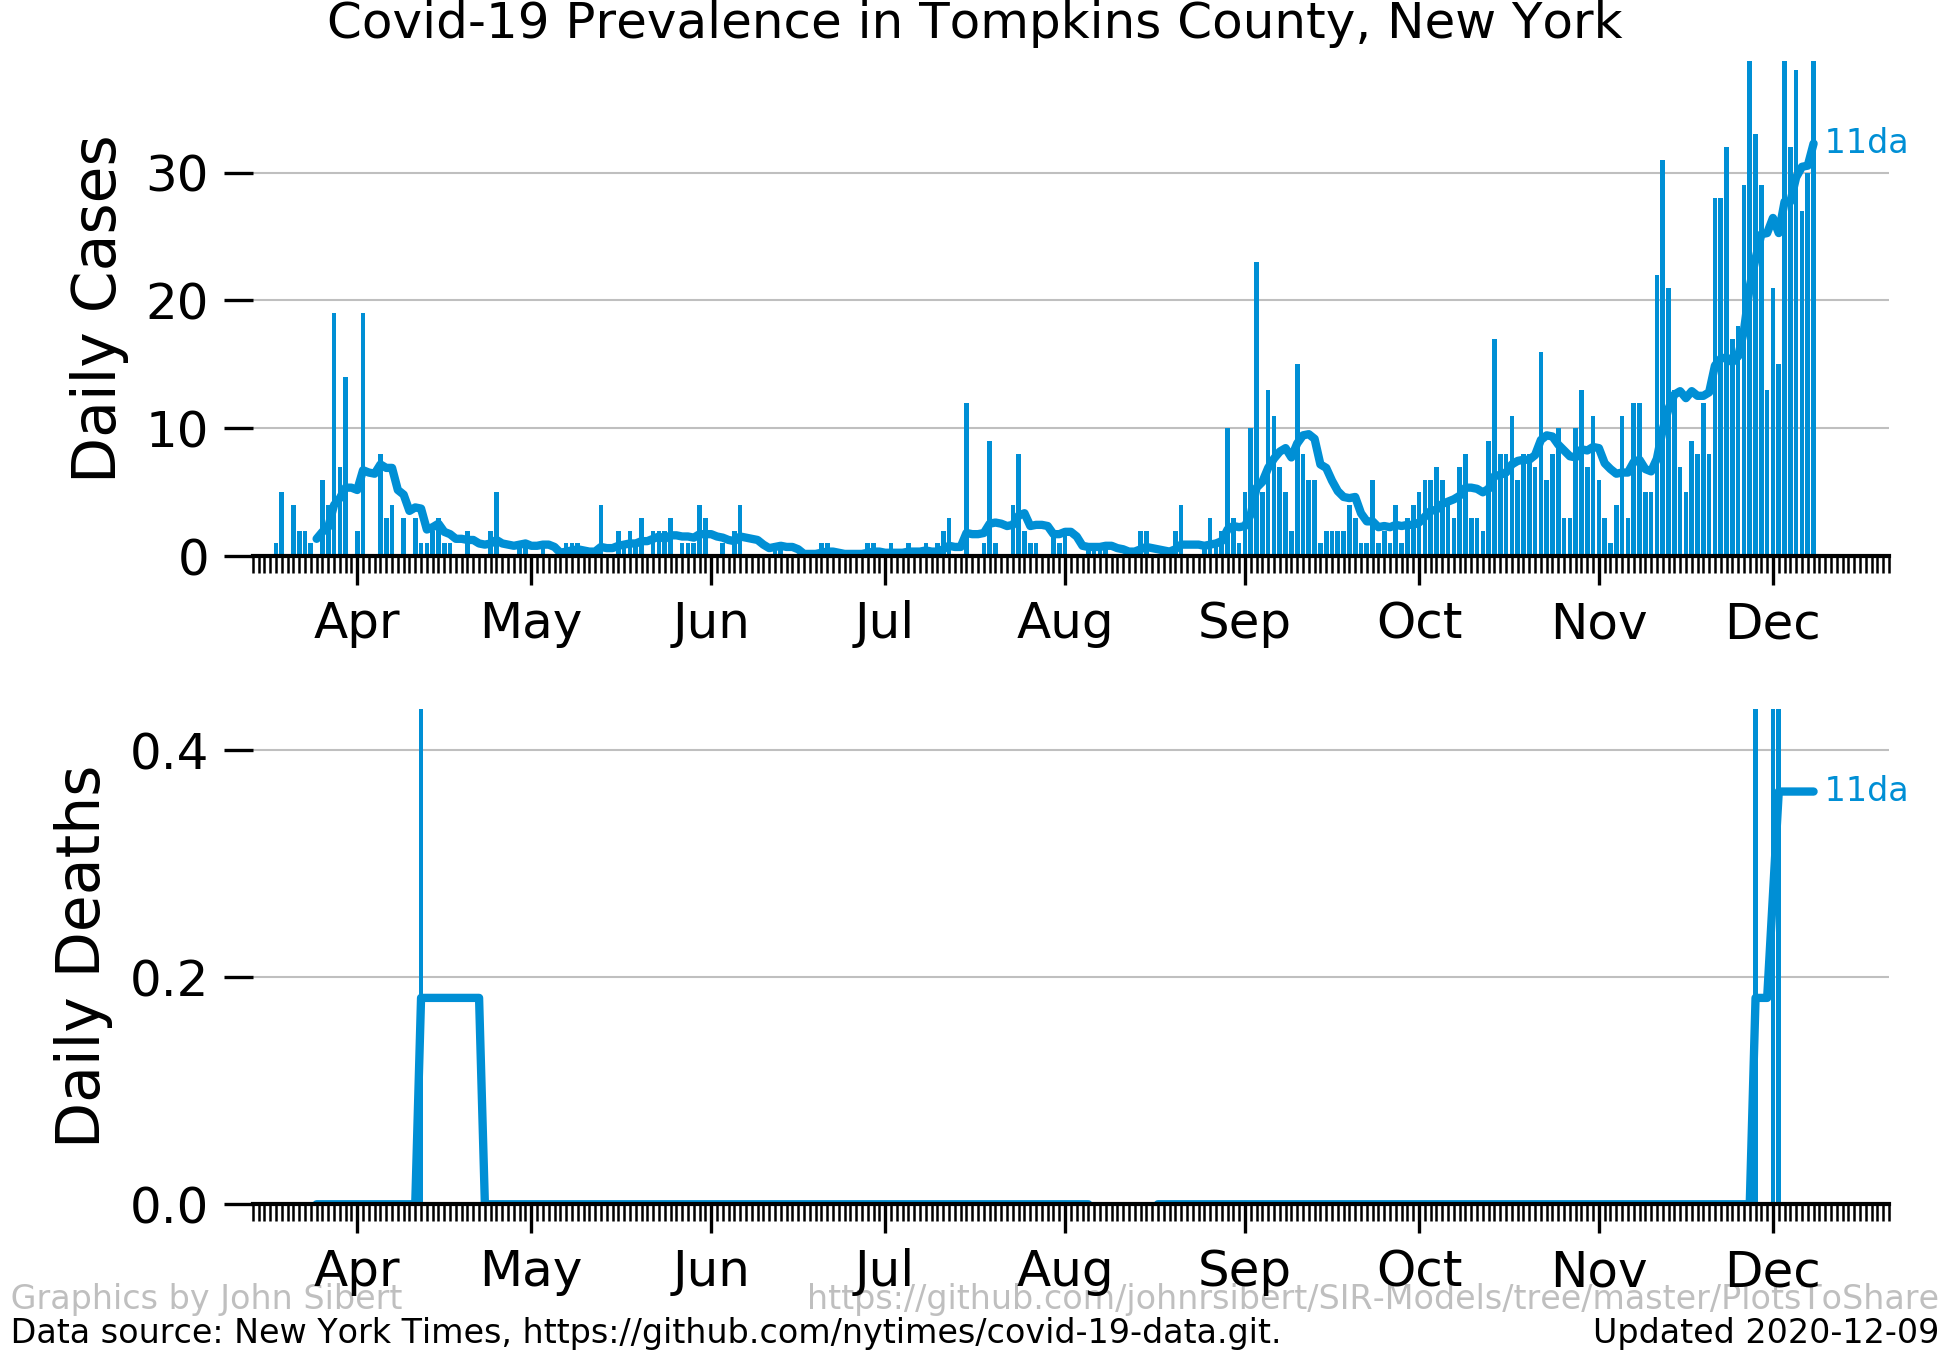 Covid-19 Prevalence in Tompkins County, New York
Daily Cases
30
20
10
0
11da
Apr May Jun Jul Aug Sep Oct Nov Dec
Daily Deaths
0.4
0.2
0.0
11da
Apr May Jun Jul Aug Sep Oct Nov Dec
Graphics by John Sibert https://github.com/johnrsibert/SIR-Models/tree/master/PlotsToShare
Data source: New York Times, https://github.com/nytimes/covid-19-data.git. Updated 2020-12-09